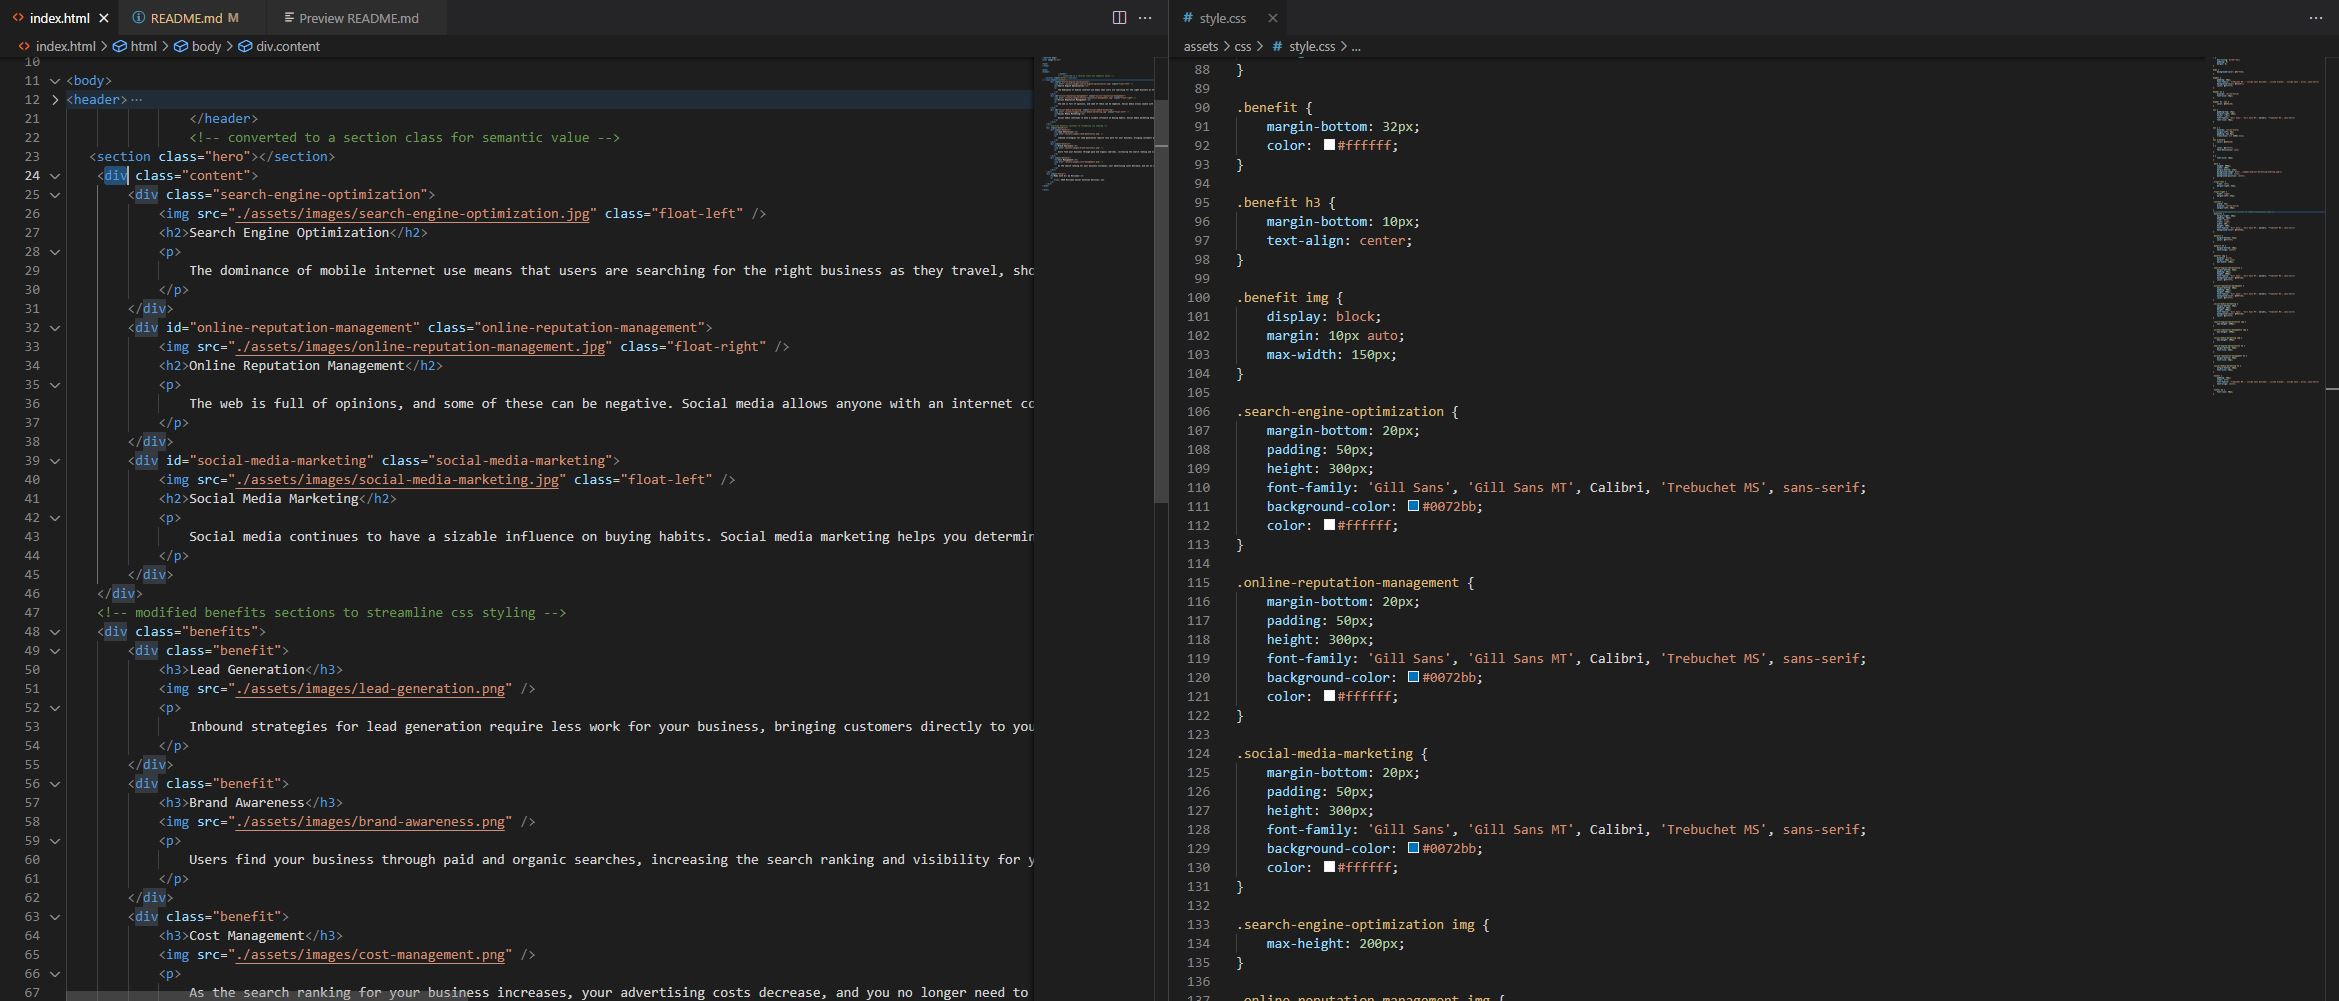 index.html
README.md M
Preview README.md
index.html > html > body > div.content
10
11 <body>
12 <header> ...
21 </header>
22 <!-- converted to a section class for semantic value -->
23 <section class="hero"></section>
24 <div class="content">
25 <div class="search-engine-optimization">
26 <img src="./assets/images/search-engine-optimization.jpg" class="float-left" />
27 <h2>Search Engine Optimization</h2>
28 <p>
29 The dominance of mobile internet use means that users are searching for the right business as they travel, sho
30 </p>
31 </div>
32 <div id="online-reputation-management" class="online-reputation-management">
33 <img src="./assets/images/online-reputation-management.jpg" class="float-right" />
34 <h2>Online Reputation Management</h2>
35 <p>
36 The web is full of opinions, and some of these can be negative. Social media allows anyone with an internet co
37 </p>
38 </div>
39 <div id="social-media-marketing" class="social-media-marketing">
40 <img src="./assets/images/social-media-marketing.jpg" class="float-left" />
41 <h2>Social Media Marketing</h2>
42 <p>
43 Social media continues to have a sizable influence on buying habits. Social media marketing helps you determin
44 </p>
45 </div>
46 </div>
47 <!-- modified benefits sections to streamline css styling -->
48 <div class="benefits">
49 <div class="benefit">
50 <h3>Lead Generation</h3>
51 <img src="./assets/images/lead-generation.png" />
52 <p>
53 Inbound strategies for lead generation require less work for your business, bringing customers directly to you
54 </p>
55 </div>
56 <div class="benefit">
57 <h3>Brand Awareness</h3>
58 <img src="./assets/images/brand-awareness.png" />
59 <p>
60 Users find your business through paid and organic searches, increasing the search ranking and visibility for y
61 </p>
62 </div>
63 <div class="benefit">
64 <h3>Cost Management</h3>
65 <img src="./assets/images/cost-management.png" />
66 <p>
67 As the search ranking for your business increases, your advertising costs decrease, and you no longer need to
# style.css
assets > css > # style.css > ...
88 }
89
90 .benefit {
91 margin-bottom: 32px;
92 color: #ffffff;
93 }
94
95 .benefit h3 {
96 margin-bottom: 10px;
97 text-align: center;
98 }
99
100 .benefit img {
101 display: block;
102 margin: 10px auto;
103 max-width: 150px;
104 }
105
106 .search-engine-optimization {
107 margin-bottom: 20px;
108 padding: 50px;
109 height: 300px;
110 font-family: 'Gill Sans', 'Gill Sans MT', Calibri, 'Trebuchet MS', sans-serif;
111 background-color: #0072bb;
112 color: #ffffff;
113 }
114
115 .online-reputation-management {
116 margin-bottom: 20px;
117 padding: 50px;
118 height: 300px;
119 font-family: 'Gill Sans', 'Gill Sans MT', Calibri, 'Trebuchet MS', sans-serif;
120 background-color: #0072bb;
121 color: #ffffff;
122 }
123
124 .social-media-marketing {
125 margin-bottom: 20px;
126 padding: 50px;
127 height: 300px;
128 font-family: 'Gill Sans', 'Gill Sans MT', Calibri, 'Trebuchet MS', sans-serif;
129 background-color: #0072bb;
130 color: #ffffff;
131 }
132
133 .search-engine-optimization img {
134 max-height: 200px;
135 }
136
137 .online-reputation-management img {